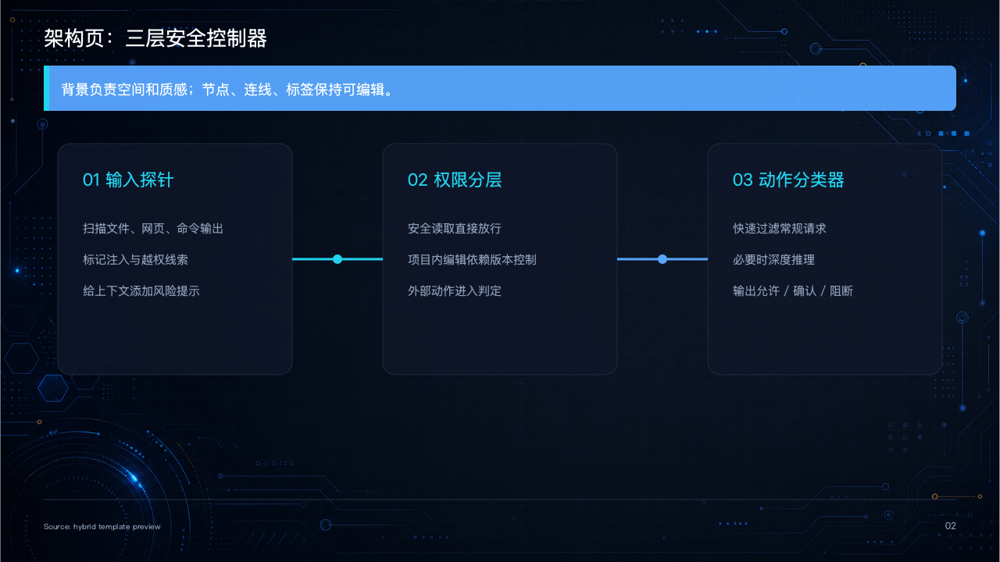 架构页：三层安全控制器
背景负责空间和质感；节点、连线、标签保持可编辑。
01 输入探针
扫描文件、网页、命令输出
标记注入与越权线索
给上下文添加风险提示
02 权限分层
安全读取直接放行
项目内编辑依赖版本控制
外部动作进入判定
03 动作分类器
快速过滤常规请求
必要时深度推理
输出允许 / 确认 / 阻断
Source: hybrid template preview
02